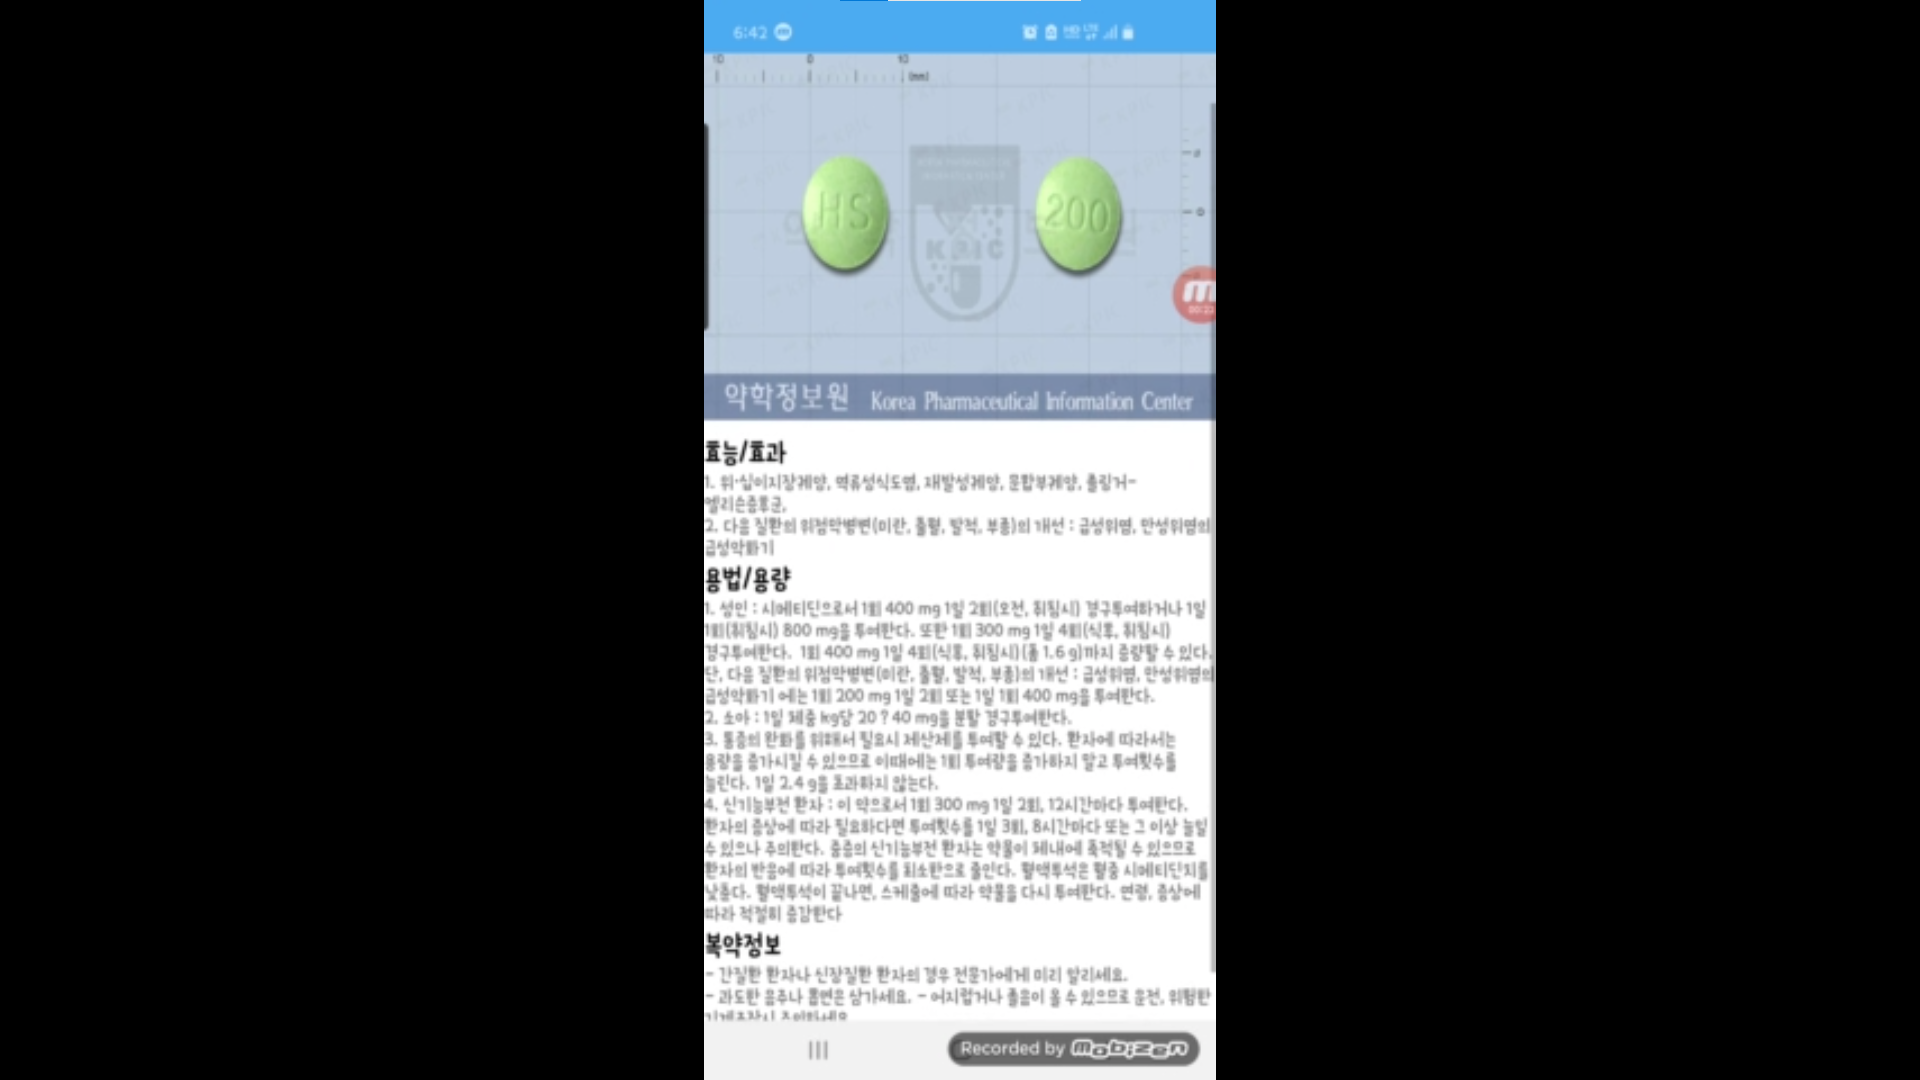 6:42
10 0 10 (mm)
HS
200
KPIC
약학정보원 Korea Pharmaceutical Information Center
효능/효과
1. 위·십이지장궤양, 역류성식도염, 재발성궤양, 문합부궤양, 졸링거-
엘리슨증후군,
2. 다음 질환의 위점막병변(미란, 출혈, 발적, 부종)의 개선 : 급성위염, 만성위염의
급성악화기
용법/용량
1. 성인 : 시메티딘으로서 1회 400 mg 1일 2회(오전, 취침시) 경구투여하거나 1일
1회(취침시) 800 mg을 투여한다. 또한 1회 300 mg 1일 4회(식후, 취침시)
경구투여한다. 1회 400 mg 1일 4회(식후, 취침시)(총 1.6 g)까지 증량할 수 있다.
단, 다음 질환의 위점막병변(미란, 출혈, 발적, 부종)의 개선 : 급성위염, 만성위염의
급성악화기 에는 1회 200 mg 1일 2회 또는 1일 1회 400 mg을 투여한다.
2. 소아 : 1일 체중 kg당 20 ? 40 mg을 분할 경구투여한다.
3. 통증의 완화를 위해서 필요시 제산제를 투여할 수 있다. 환자에 따라서는
용량을 증가시킬 수 있으므로 이때에는 1회 투여량을 증가하지 말고 투여횟수를
늘린다. 1일 2.4 g을 초과하지 않는다.
4. 신기능부전 환자 : 이 약으로서 1회 300 mg 1일 2회, 12시간마다 투여한다.
환자의 증상에 따라 필요하다면 투여횟수를 1일 3회, 8시간마다 또는 그 이상 늘일
수 있으나 주의한다. 중증의 신기능부전 환자는 약물이 체내에 축적될 수 있으므로
환자의 반응에 따라 투여횟수를 최소한으로 줄인다. 혈액투석은 혈중 시메티딘치를
낮춘다. 혈액투석이 끝나면, 스케줄에 따라 약물을 다시 투여한다. 연령, 증상에
따라 적절히 증감한다
복약정보
- 간질환 환자나 신장질환 환자의 경우 전문가에게 미리 알리세요.
- 과도한 음주나 흡연은 삼가세요. - 어지럽거나 졸음이 올 수 있으므로 운전, 위험한
기계조작시 주의하세요
00:22
Recorded by mobizen